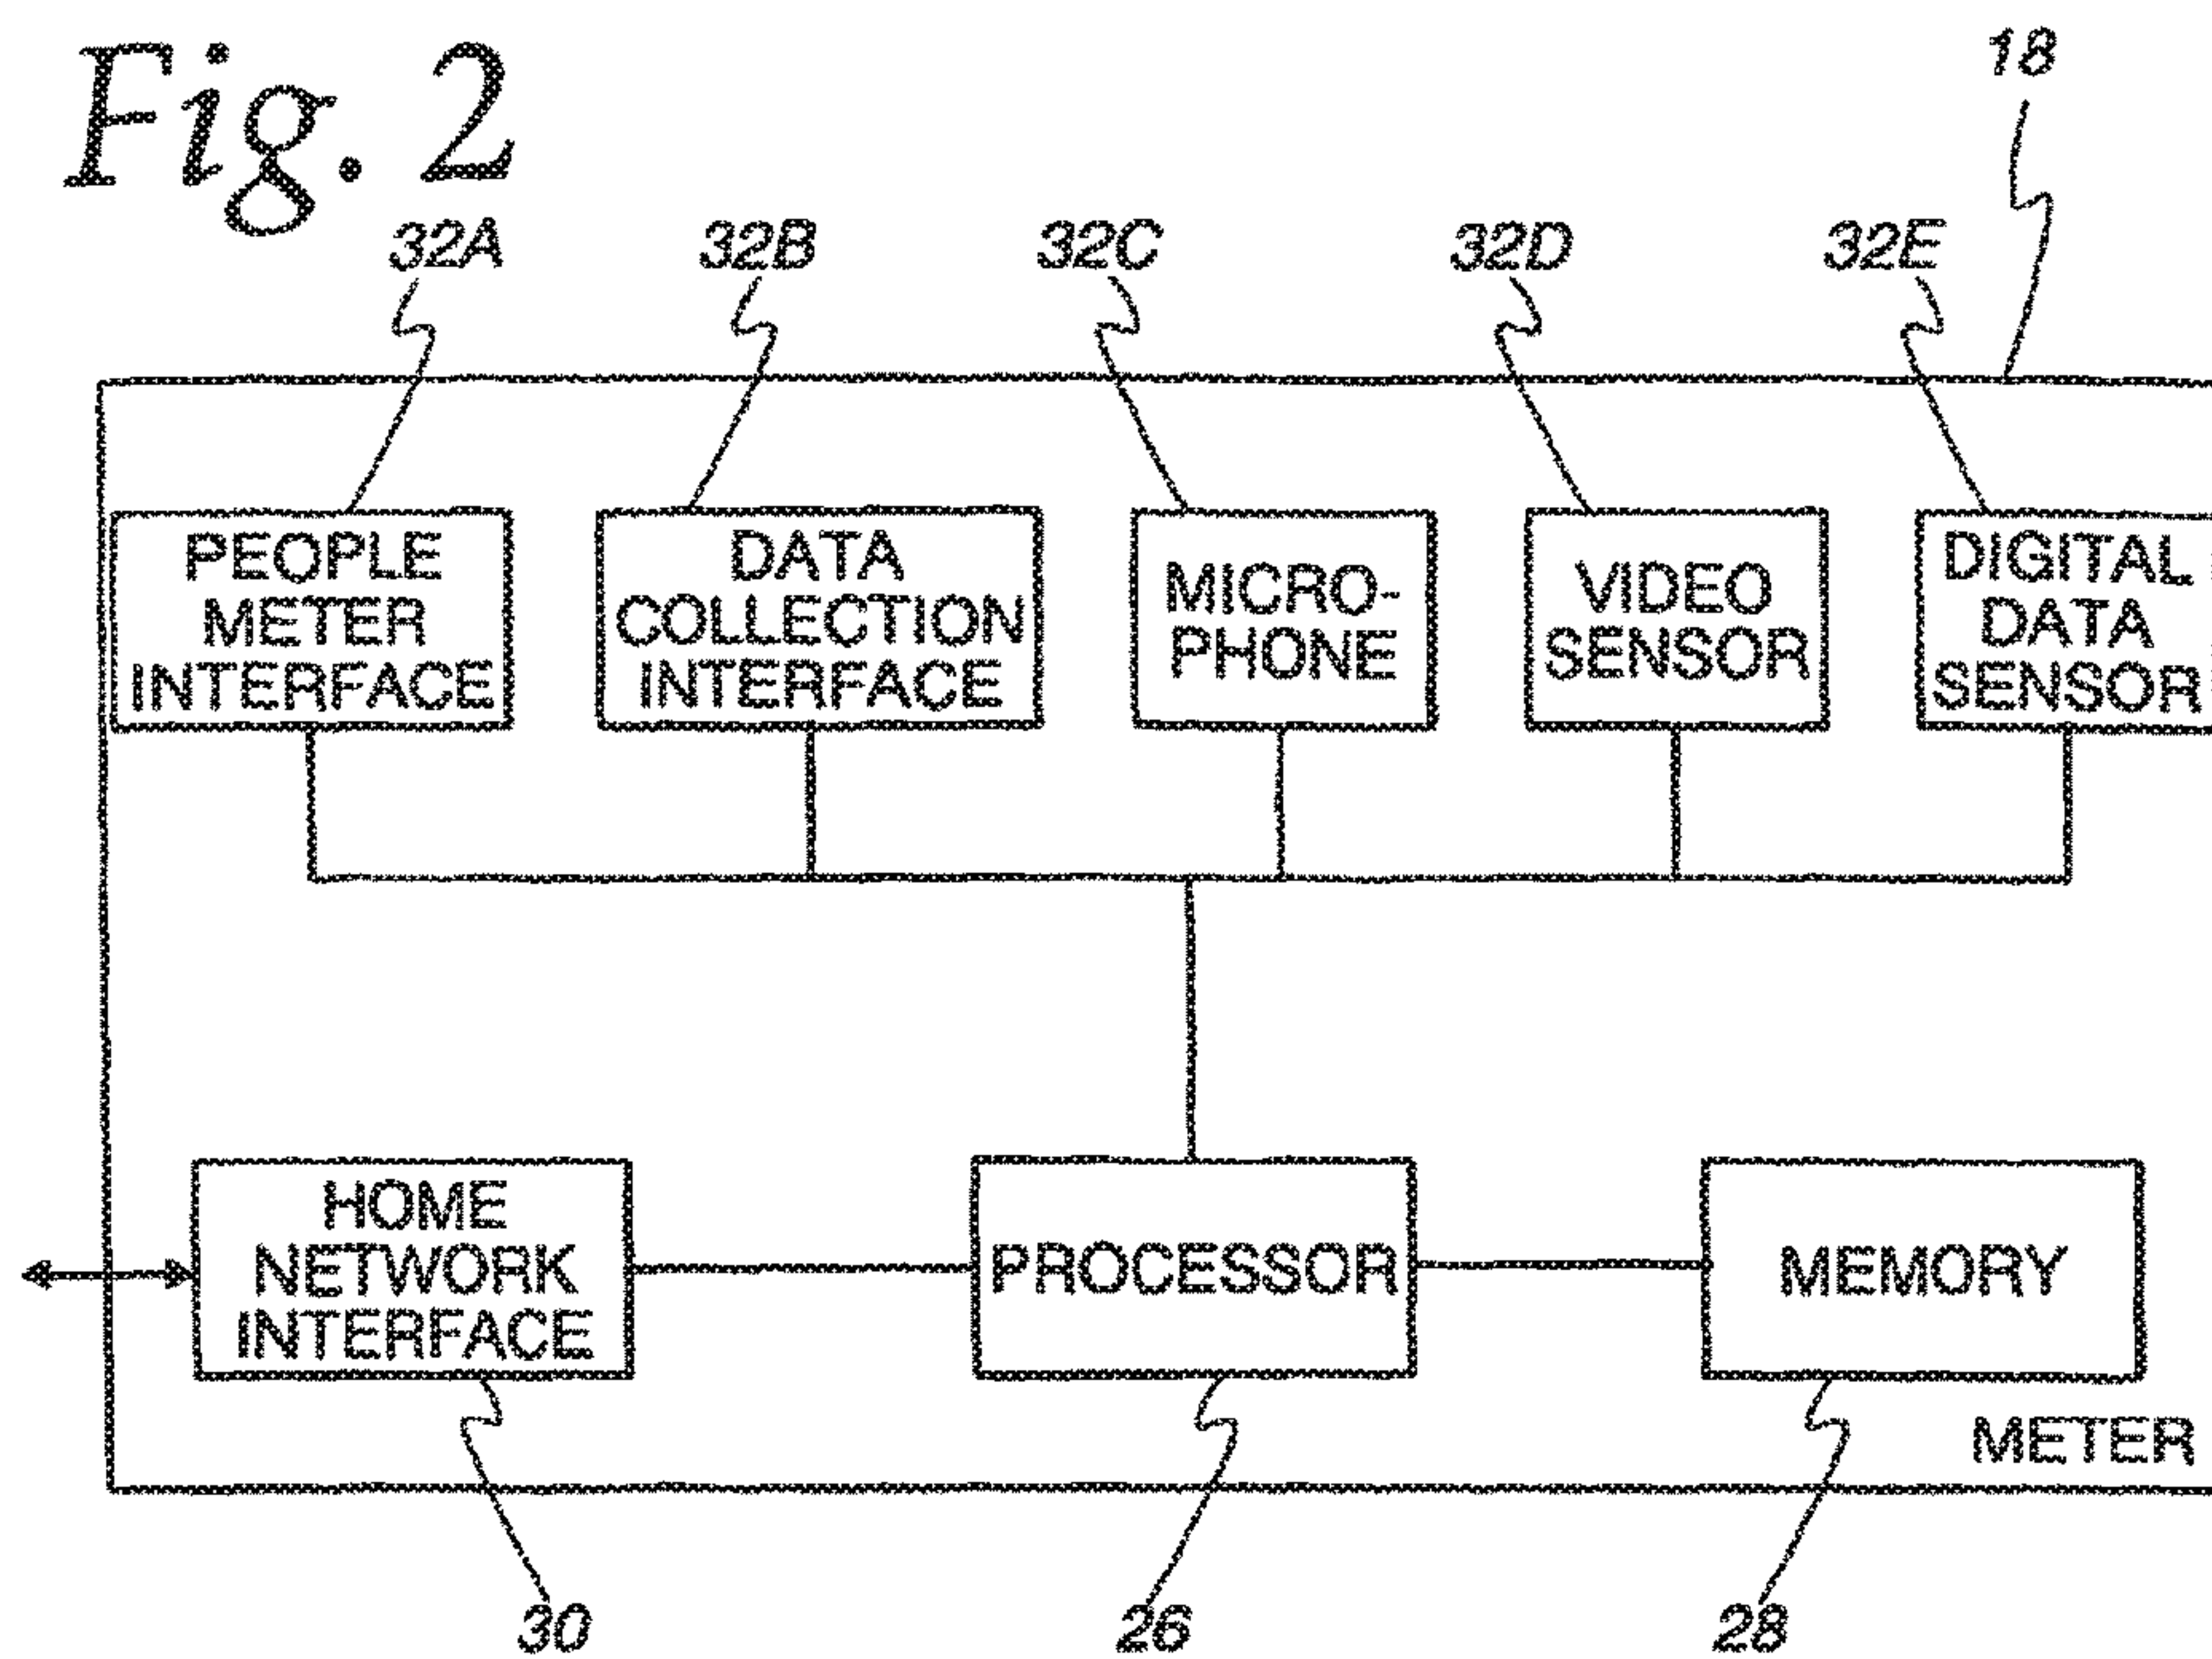 Fig. 2
18
32A
32B
32C
32D
32E
PEOPLE
METER
INTERFACE
DATA
COLLECTION
INTERFACE
MICRO-
PHONE
VIDEO
SENSOR
DIGITAL
DATA
SENSOR
HOME
NETWORK
INTERFACE
PROCESSOR
MEMORY
METER
30
26
28